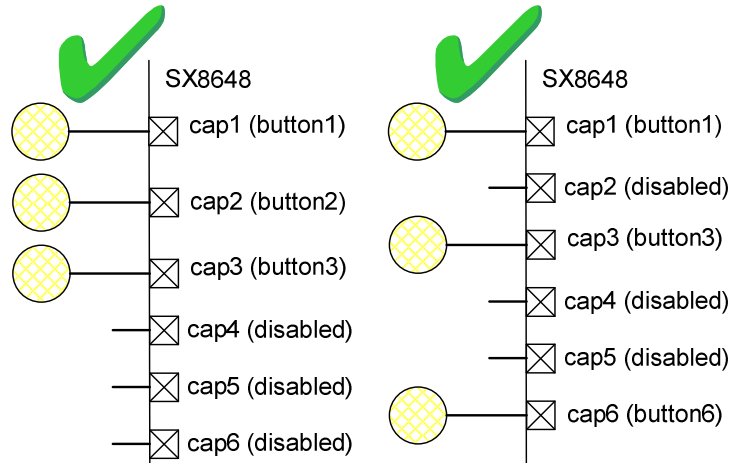 SX8648
cap1 (button1)
cap2 (button2)
cap3 (button3)
cap4 (disabled)
cap5 (disabled)
cap6 (disabled)
SX8648
cap1 (button1)
cap2 (disabled)
cap3 (button3)
cap4 (disabled)
cap5 (disabled)
cap6 (button6)